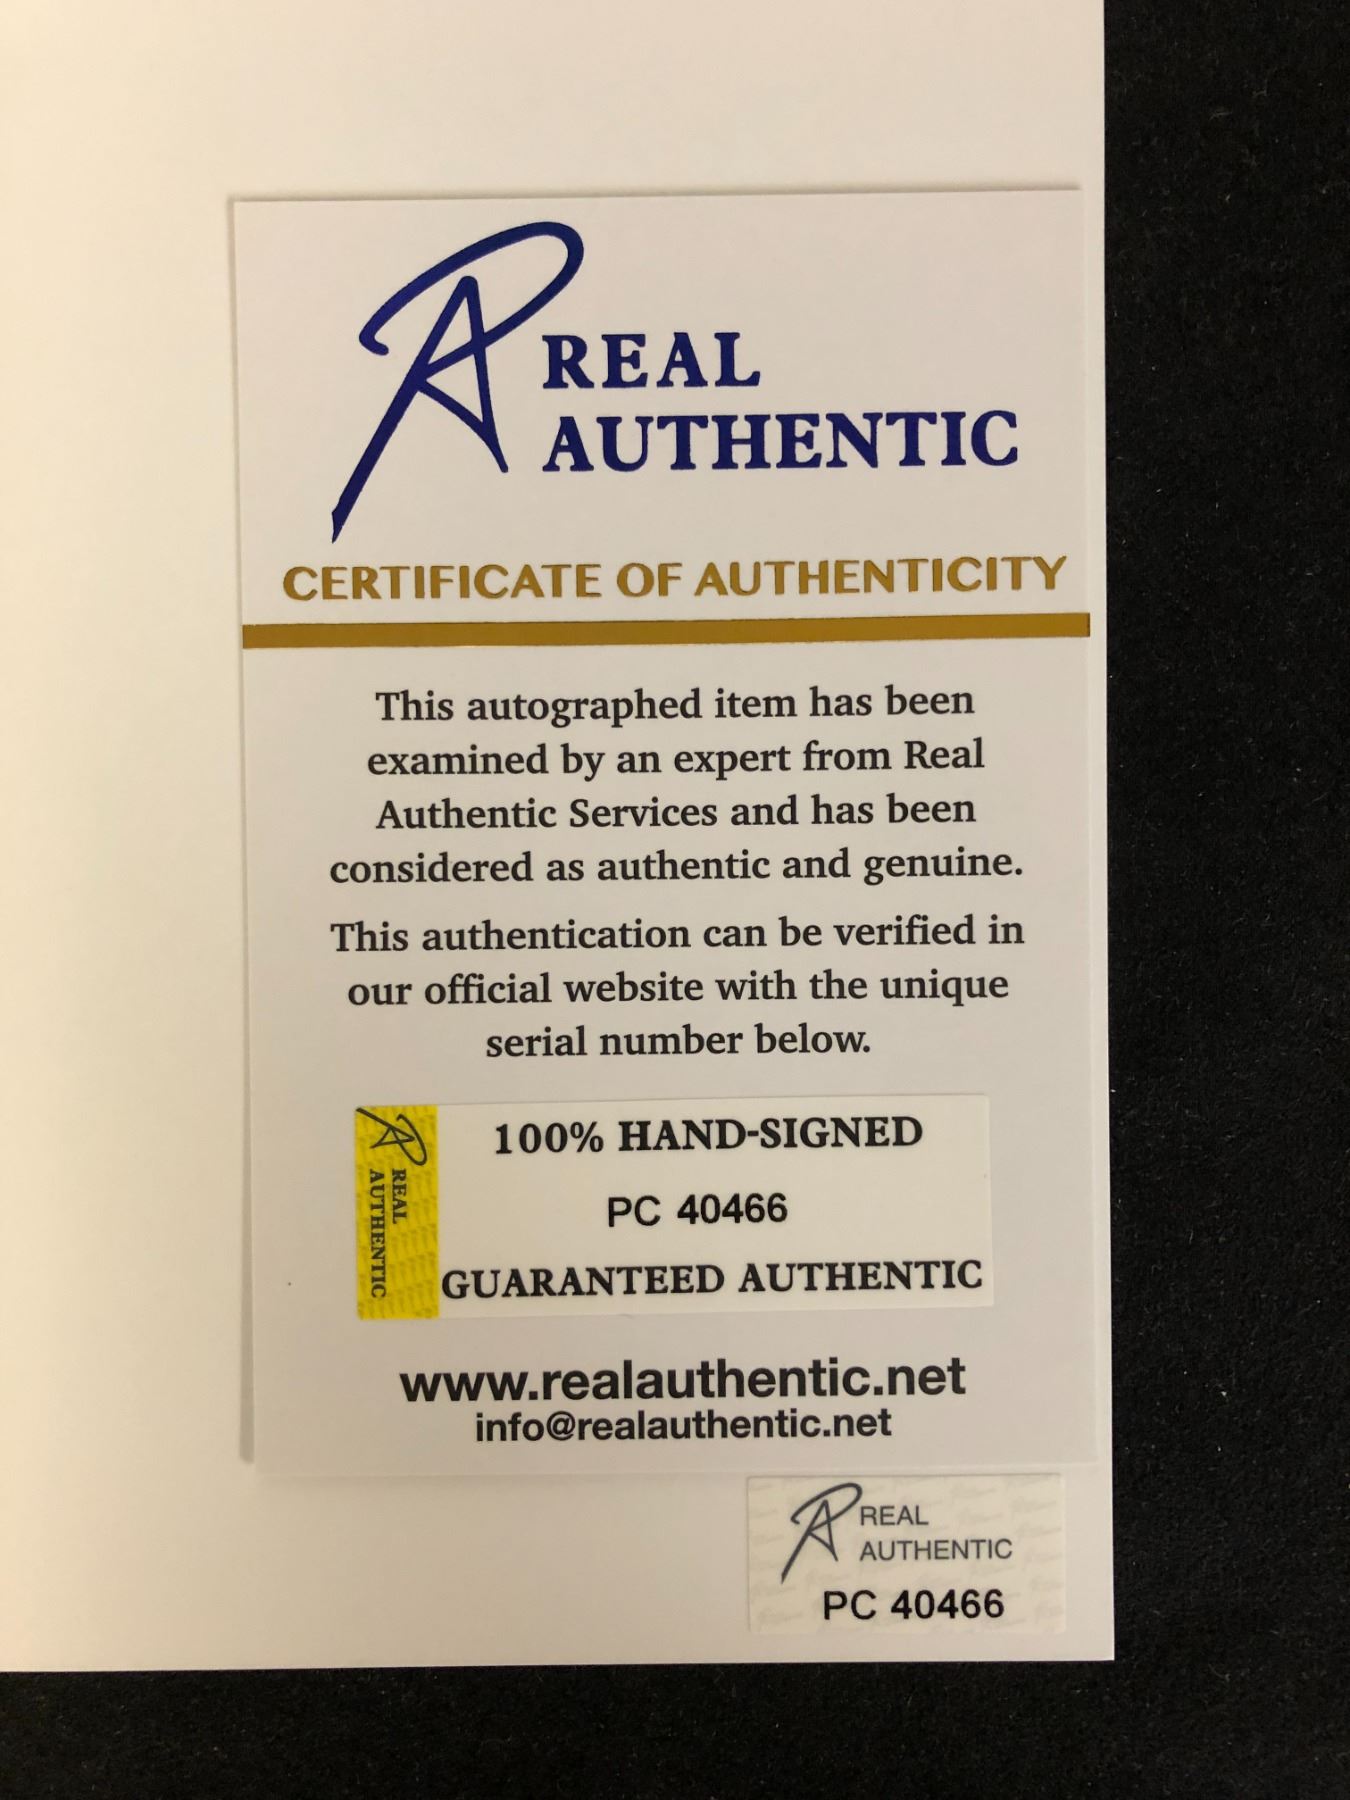 REAL
AUTHENTIC
CERTIFICATE OF AUTHENTICITY
This autographed item has been
examined by an expert from Real
Authentic Services and has been
considered as authentic and genuine.
This authentication can be verified in
our official website with the unique
serial number below.
REAL
AUTHENTIC
100% HAND-SIGNED
PC 40466
GUARANTEED AUTHENTIC
www.realauthentic.net
info@realauthentic.net
REAL
AUTHENTIC
PC 40466